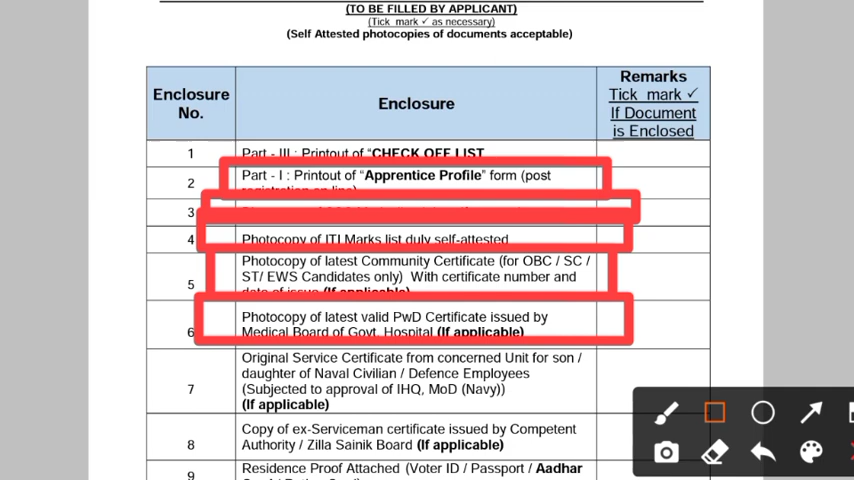 (TO BE FILLED BY APPLICANT)
(Tick mark ✓ as necessary)
(Self Attested photocopies of documents acceptable)
Enclosure No.
Enclosure
Remarks
Tick mark ✓
If Document
is Enclosed
1
Part - III : Printout of “CHECK OFF LIST
2
Part - I : Printout of “Apprentice Profile” form (post
3
4
Photocopy of ITI Marks list duly self-attested
5
Photocopy of latest Community Certificate (for OBC / SC /
ST/ EWS Candidates only) With certificate number and
date of issue (If applicable)
6
Photocopy of latest valid PwD Certificate issued by
Medical Board of Govt. Hospital (If applicable)
7
Original Service Certificate from concerned Unit for son /
daughter of Naval Civilian / Defence Employees
(Subjected to approval of IHQ, MoD (Navy))
(If applicable)
8
Copy of ex-Serviceman certificate issued by Competent
Authority / Zilla Sainik Board (If applicable)
9
Residence Proof Attached (Voter ID / Passport / Aadhar